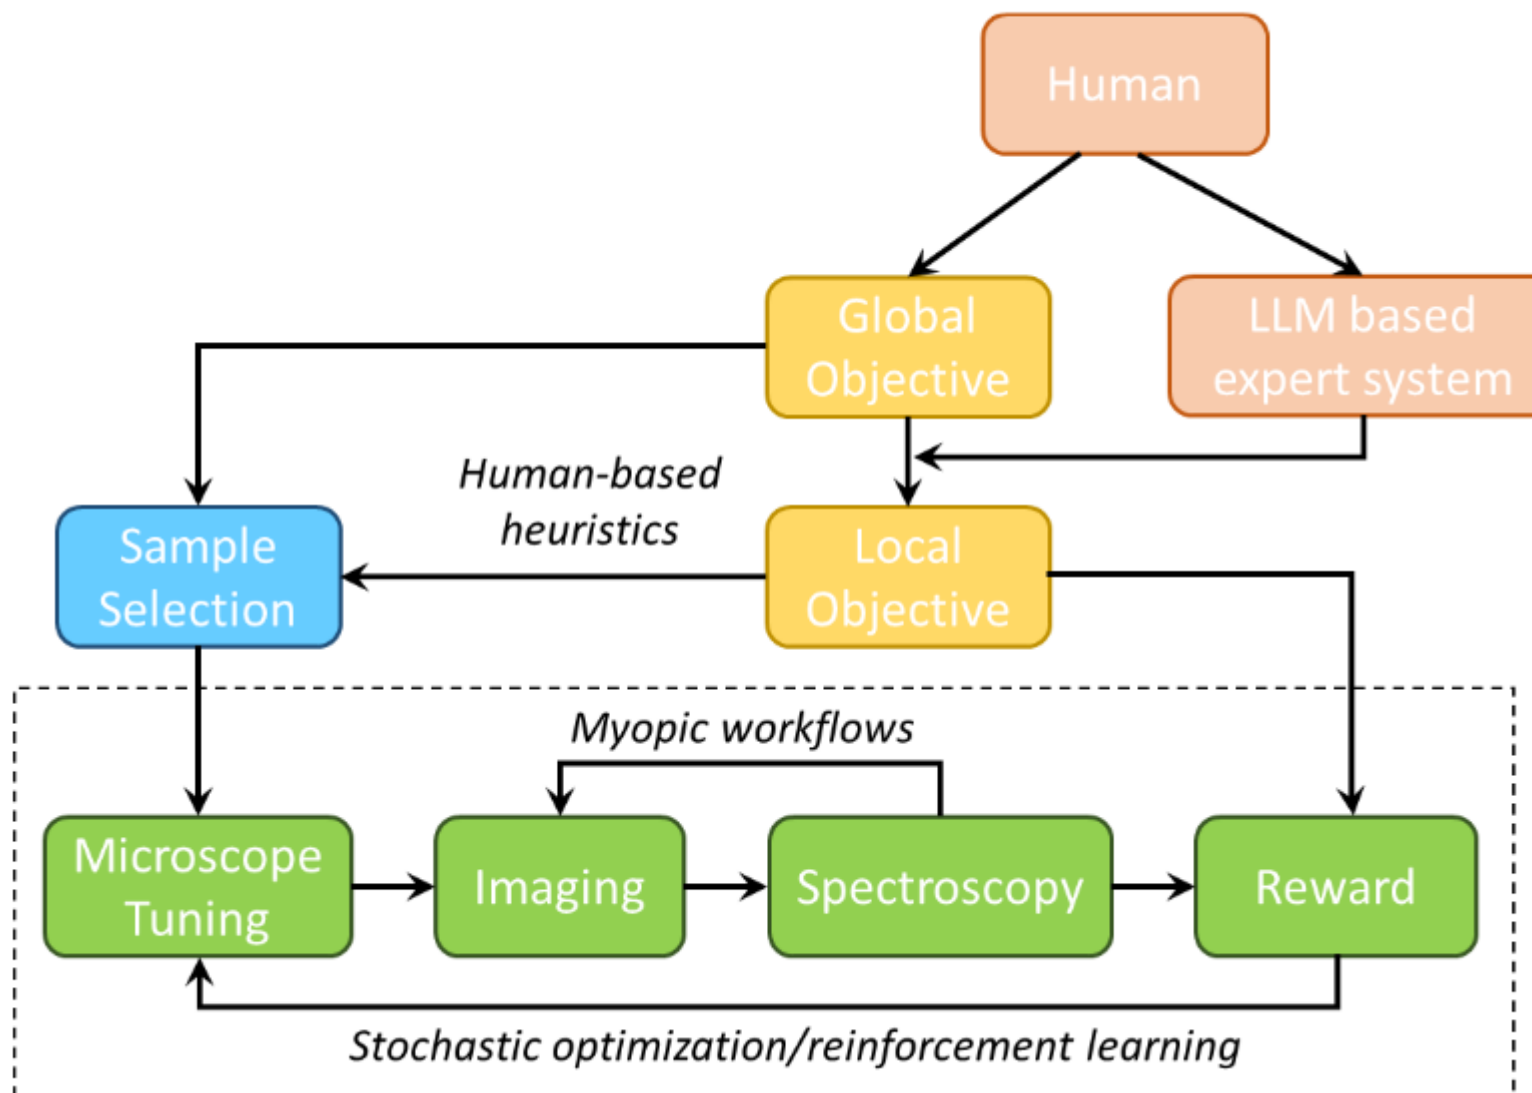 Human
Global
Objective
LLM based
expert system
Human-based
heuristics
Sample
Selection
Local
Objective
Myopic workflows
Microscope
Tuning
Imaging
Spectroscopy
Reward
Stochastic optimization/reinforcement learning